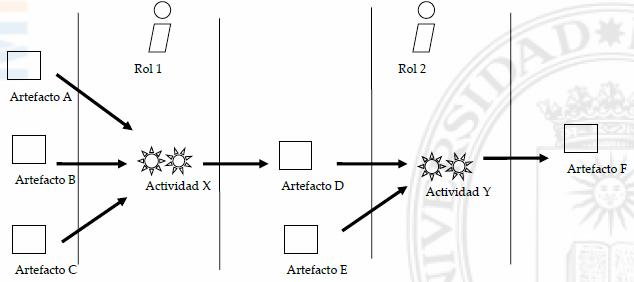 Rol 1
Rol 2
Artefacto A
Artefacto B
Actividad X
Artefacto D
Actividad Y
Artefacto F
Artefacto C
Artefacto E
UNIVERSIDAD